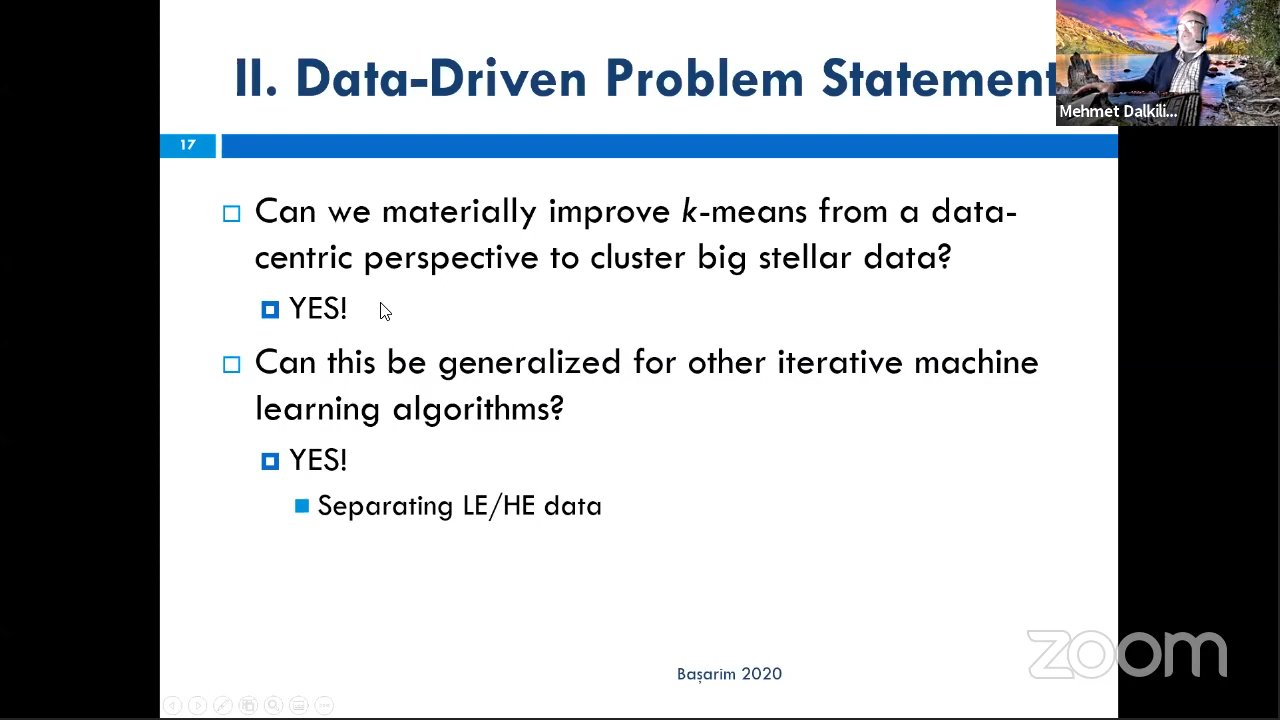 II. Data-Driven Problem Statement
Mehmet Dalkili...
17
Can we materially improve k-means from a data-
centric perspective to cluster big stellar data?
YES!
Can this be generalized for other iterative machine
learning algorithms?
YES!
Separating LE/HE data
zoom
Başarim 2020